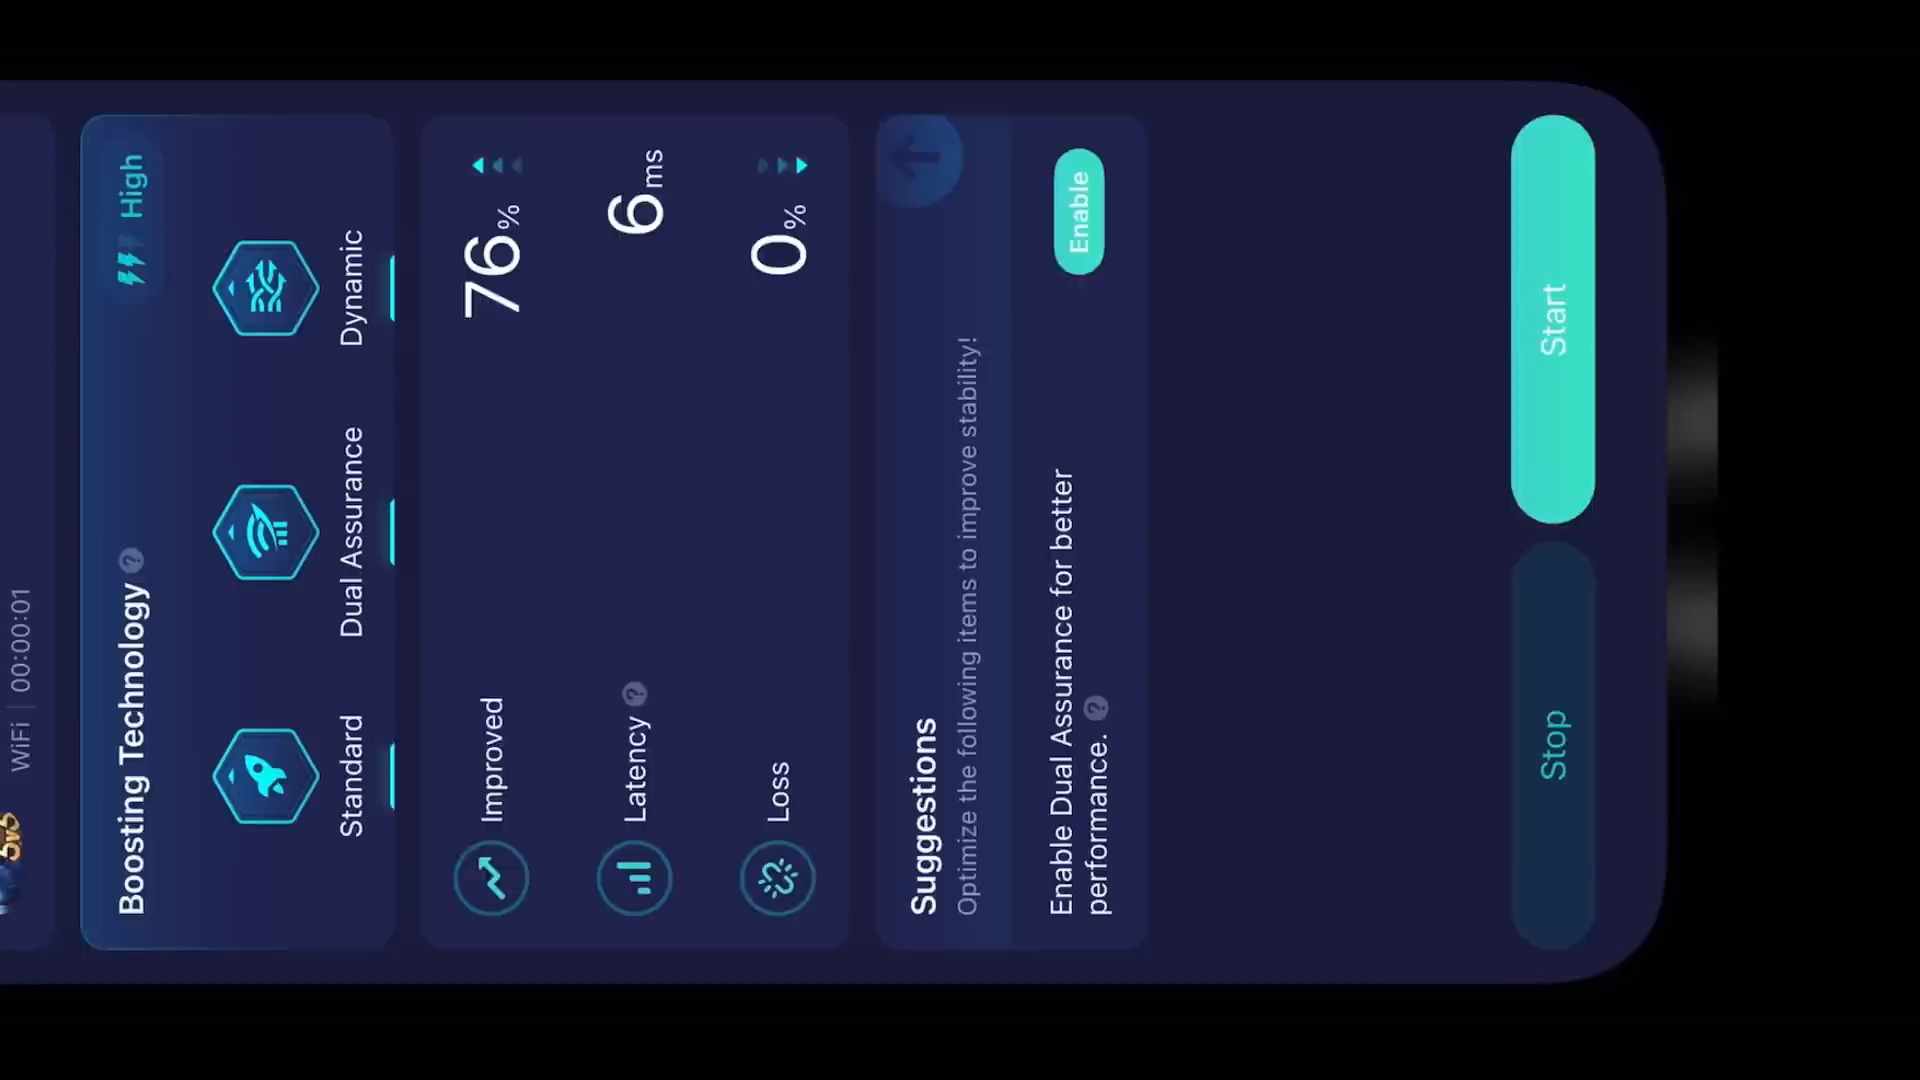 5v5
WiFi | 00:00:01
Boosting Technology
High
Standard
Dual Assurance
Dynamic
Improved
76%
Latency
6ms
Loss
0%
Suggestions
Optimize the following items to improve stability!
Enable Dual Assurance for better
performance.
Enable
Stop
Start